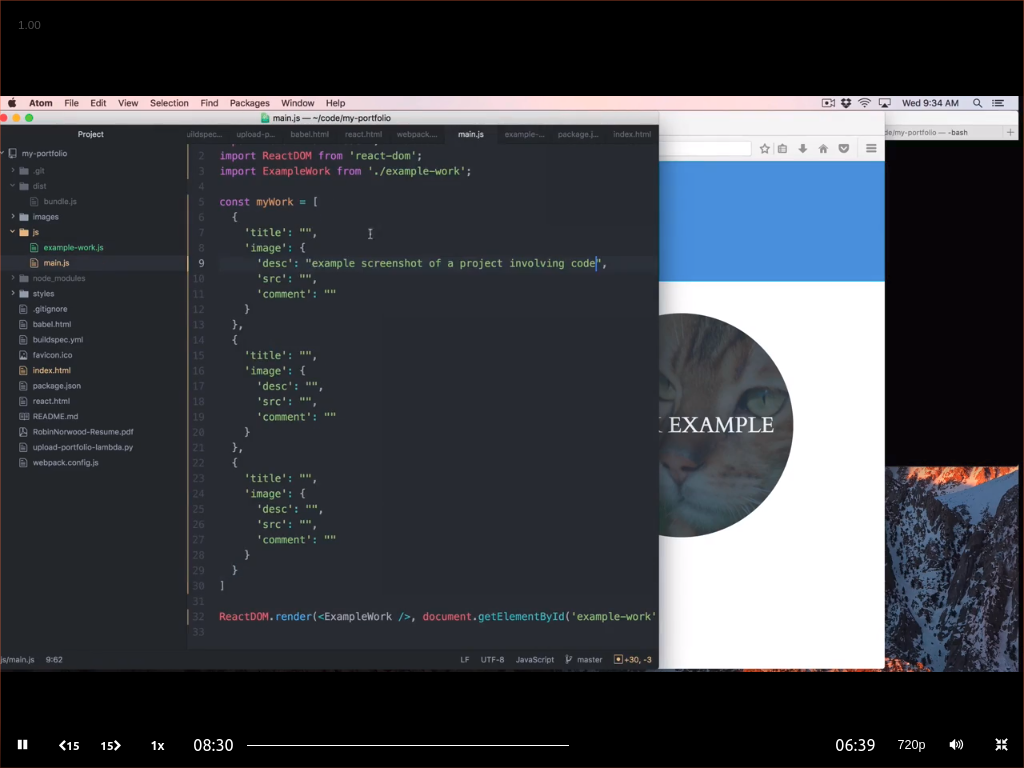 1.00
Atom File Edit View Selection Find Packages Window Help
Wed 9:34 AM
main.js — ~/code/my-portfolio
Project
uildspec... upload-p... babel.html react.html webpack.... main.js example-... package.j... index.html
de/my-portfolio — -bash
my-portfolio
.git
dist
bundle.js
images
js
example-work.js
main.js
node_modules
styles
.gitignore
babel.html
buildspec.yml
favicon.ico
index.html
package.json
react.html
README.md
RobinNorwood-Resume.pdf
upload-portfolio-lambda.py
webpack.config.js
2 import ReactDOM from 'react-dom';
3 import ExampleWork from './example-work';
4
5 const myWork = [
6 {
7 'title': "",
8 'image': {
9 'desc': "example screenshot of a project involving code",
10 'src': "",
11 'comment': ""
12 }
13 },
14 {
15 'title': "",
16 'image': {
17 'desc': "",
18 'src': "",
19 'comment': ""
20 }
21 },
22 {
23 'title': "",
24 'image': {
25 'desc': "",
26 'src': "",
27 'comment': ""
28 }
29 }
30 ]
31
32 ReactDOM.render(<ExampleWork />, document.getElementById('example-work'
33
EXAMPLE
js/main.js 9:62
LF UTF-8 JavaScript master +30, -3
15 15 1x 08:30 06:39 720p